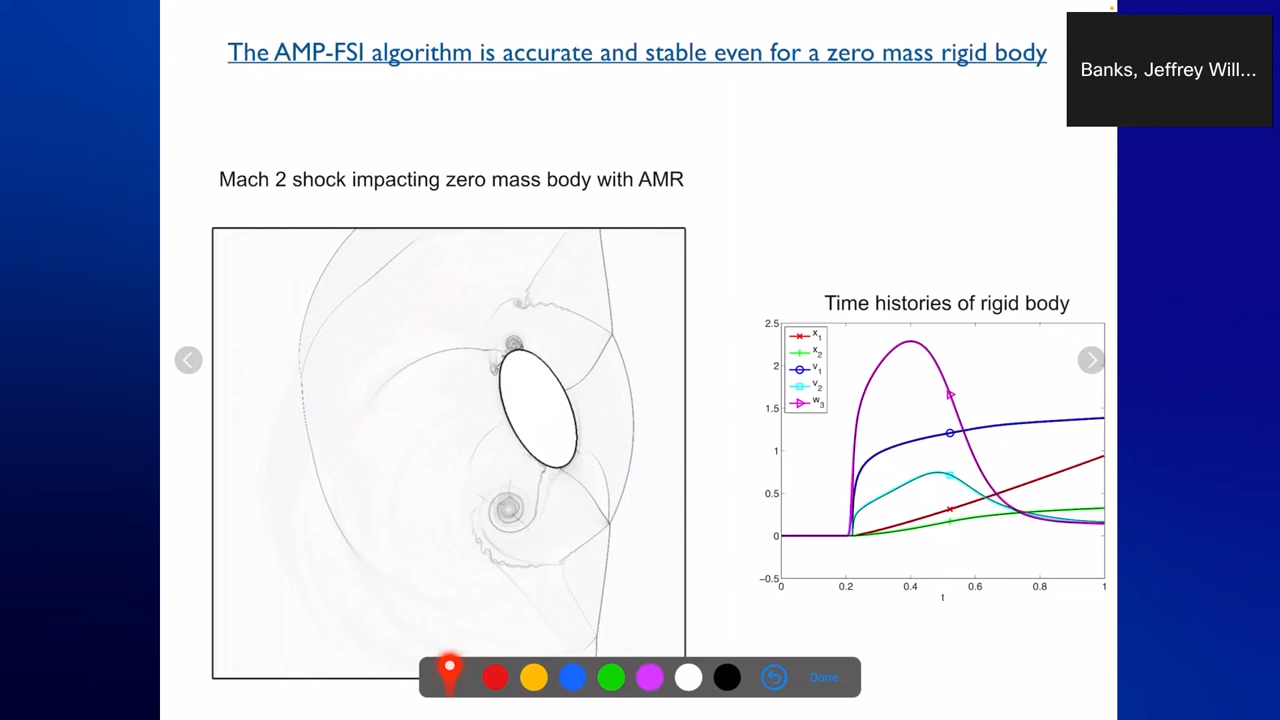 The AMP-FSI algorithm is accurate and stable even for a zero mass rigid body
Banks, Jeffrey Will...
Mach 2 shock impacting zero mass body with AMR
Time histories of rigid body
2.5
2
1.5
1
0.5
0
−0.5
x1
x2
v1
v2
w3
0
0.2
0.4
0.6
0.8
1
t
Done